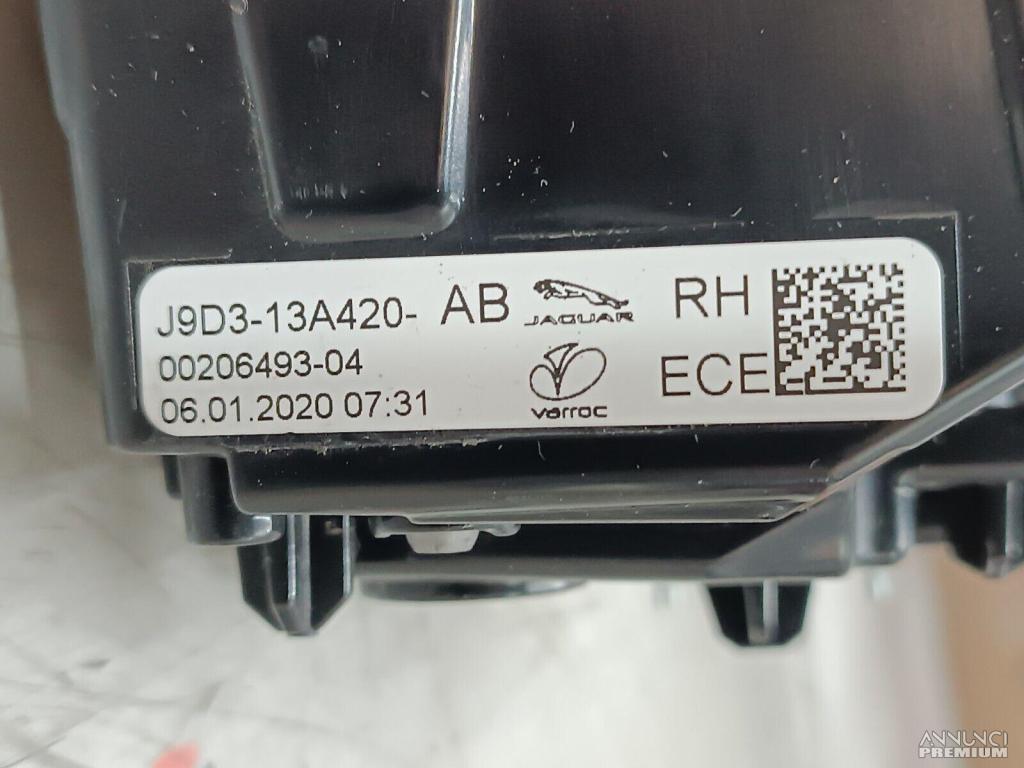 J9D3-13A420- AB JAGUAR RH
00206493-04
ECE
06.01.2020 07:31 varroc
ANNUNCI
PREMIUM